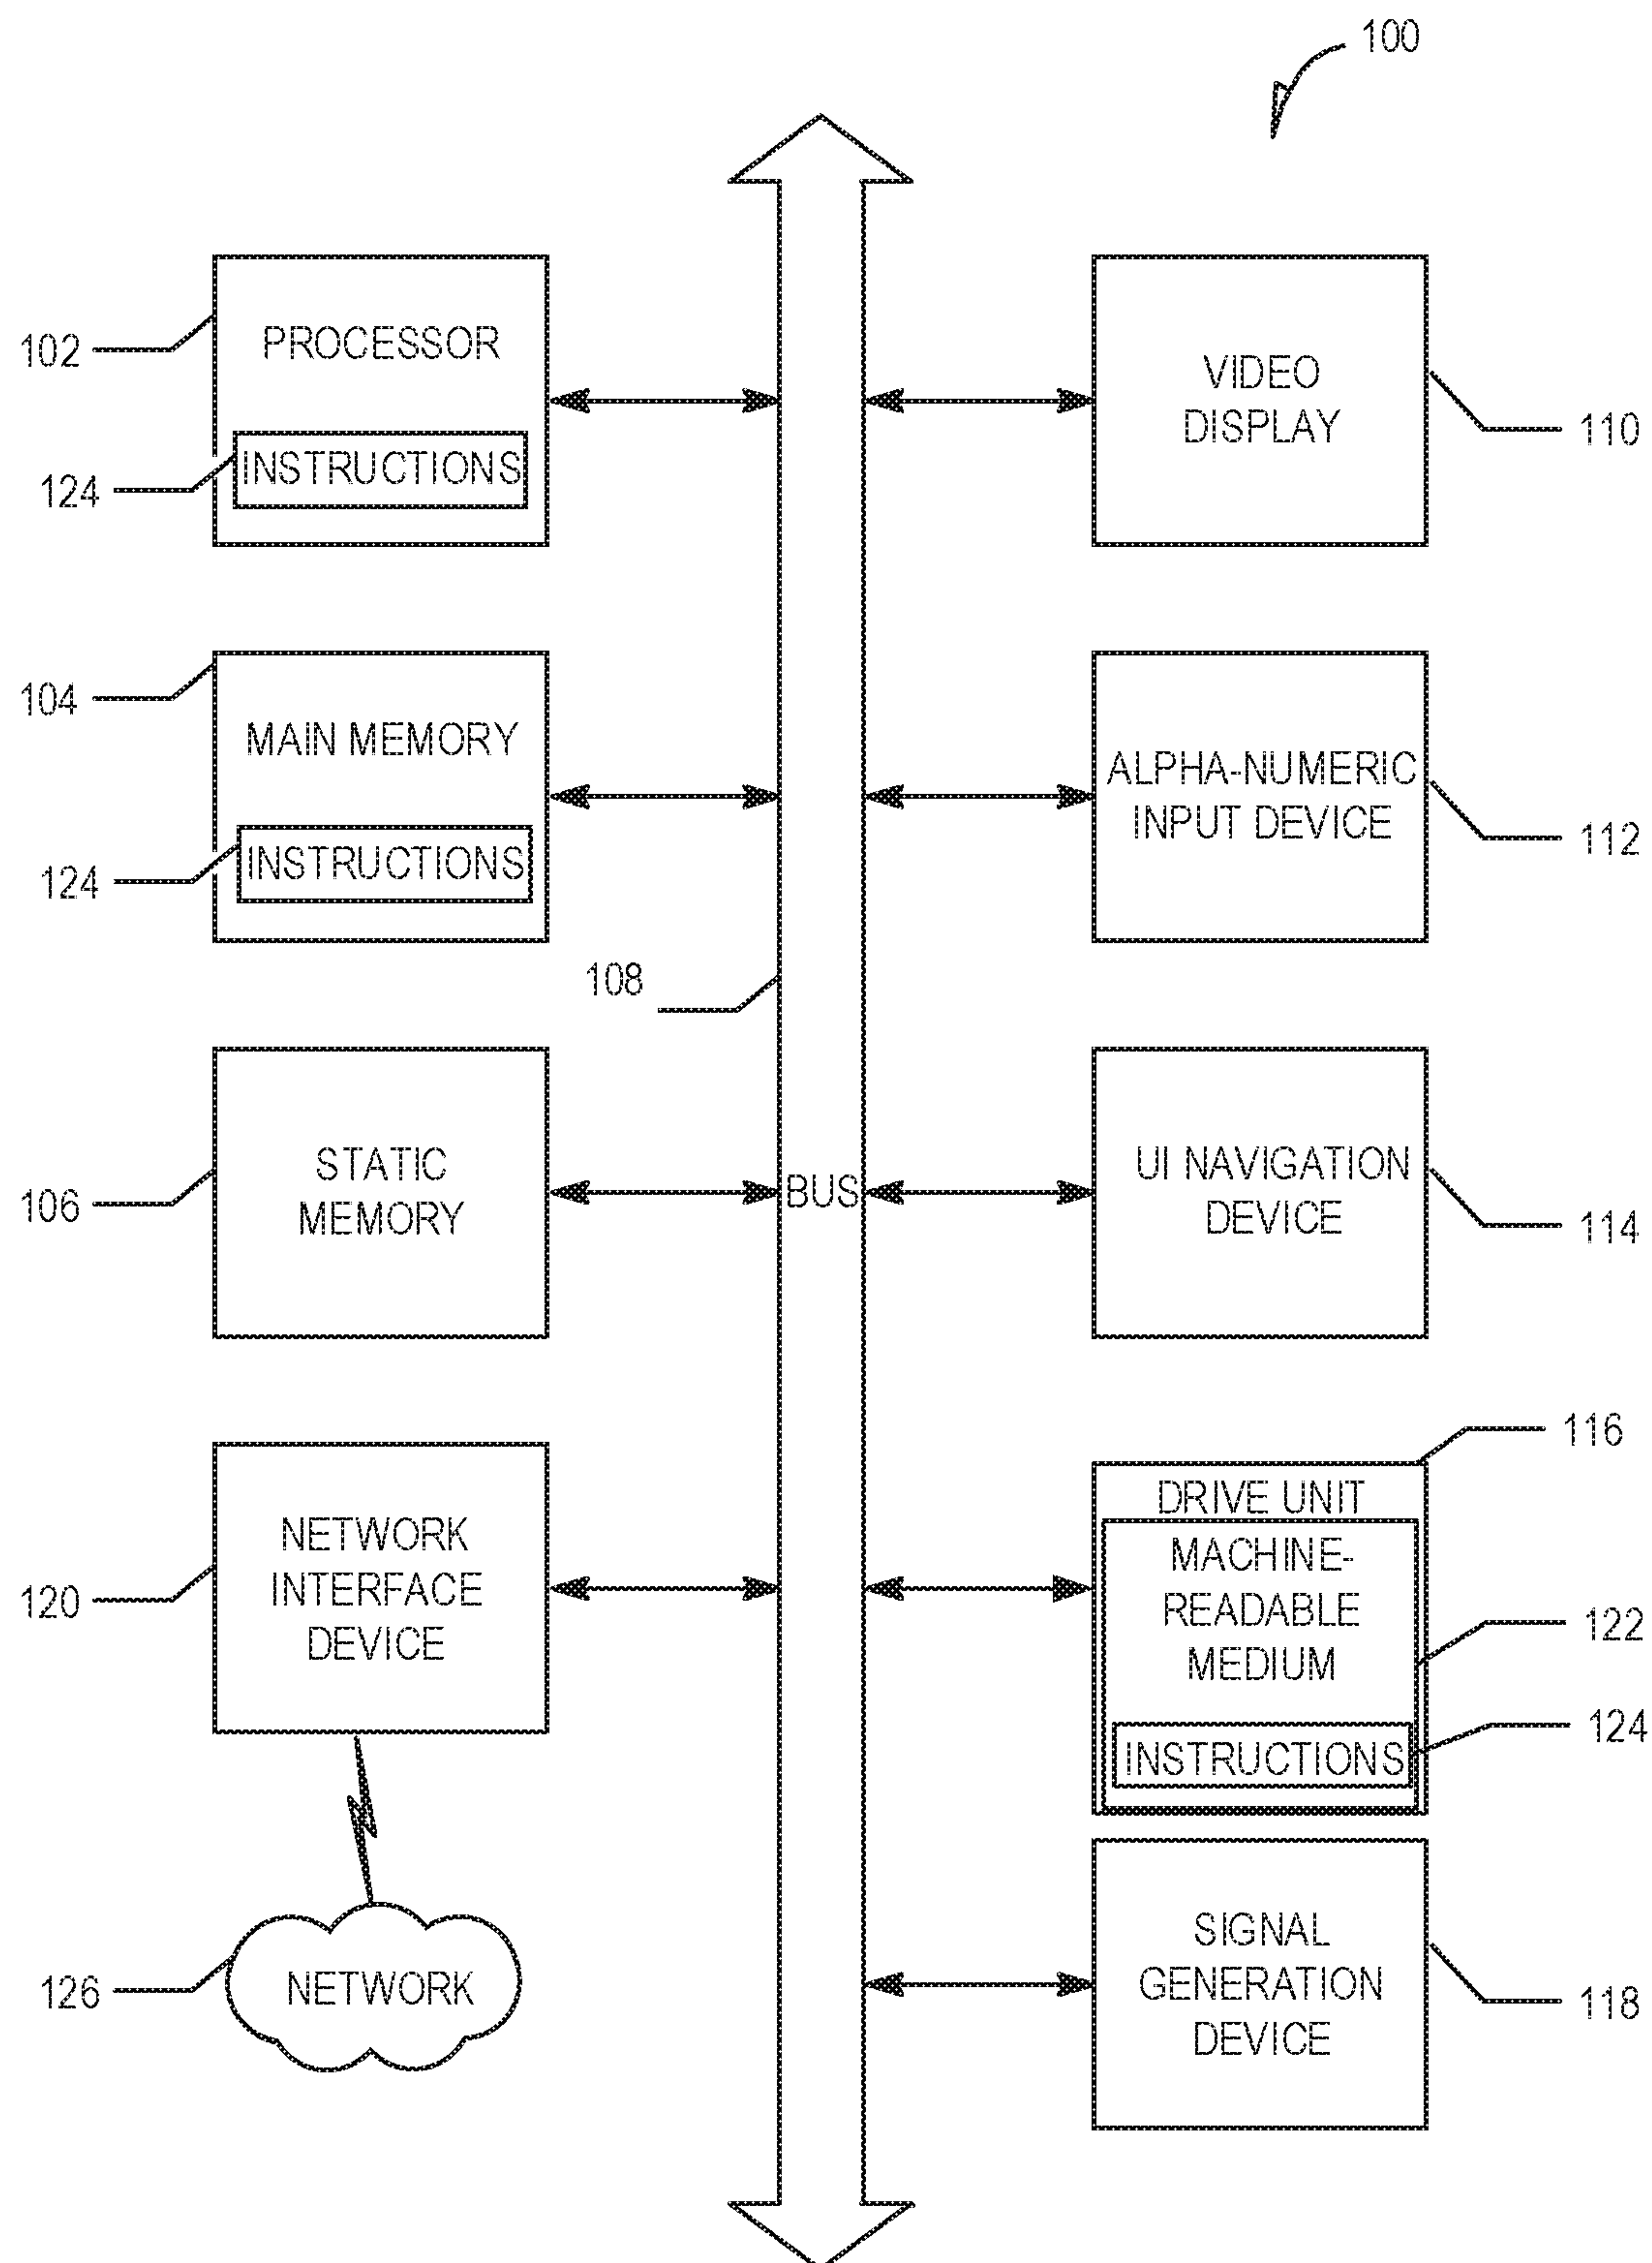 100
102
PROCESSOR
124
INSTRUCTIONS
VIDEO
DISPLAY
110
104
MAIN MEMORY
124
INSTRUCTIONS
ALPHA-NUMERIC
INPUT DEVICE
112
108
106
STATIC
MEMORY
BUS
UI NAVIGATION
DEVICE
114
120
NETWORK
INTERFACE
DEVICE
116
DRIVE UNIT
MACHINE-
READABLE
MEDIUM
122
INSTRUCTIONS
124
126
NETWORK
SIGNAL
GENERATION
DEVICE
118